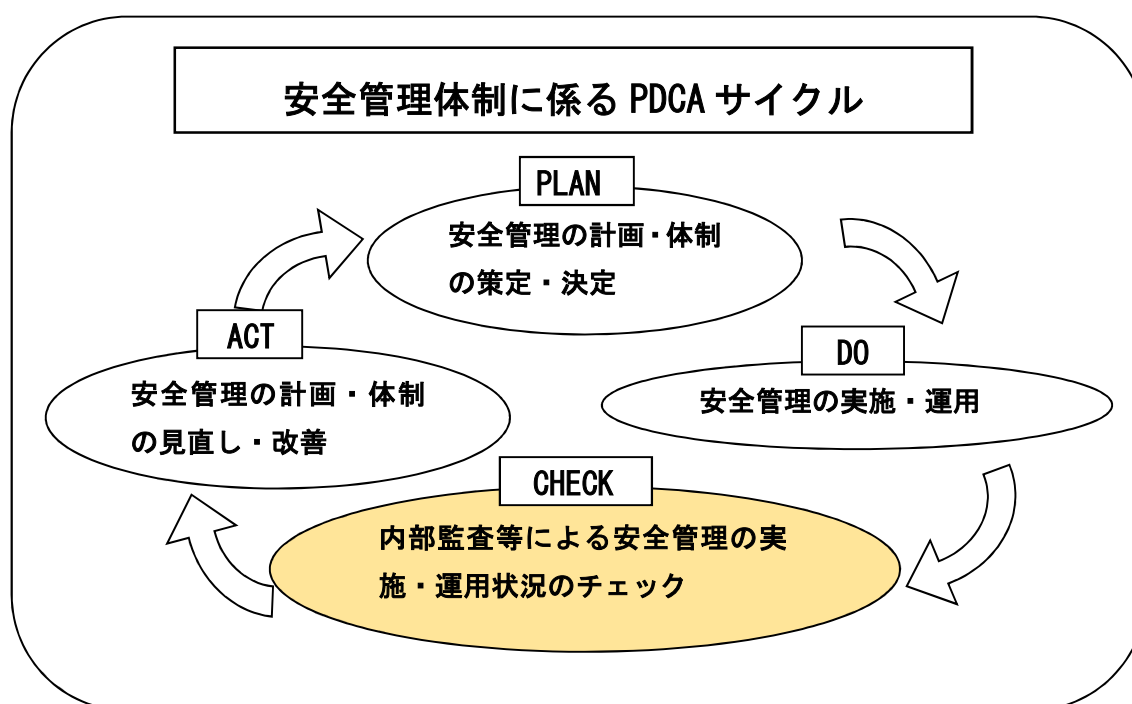 安全管理体制に係る PDCA サイクル
PLAN
安全管理の計画・体制
の策定・決定
DO
安全管理の実施・運用
CHECK
内部監査等による安全管理の実
施・運用状況のチェック
ACT
安全管理の計画・体制
の見直し・改善